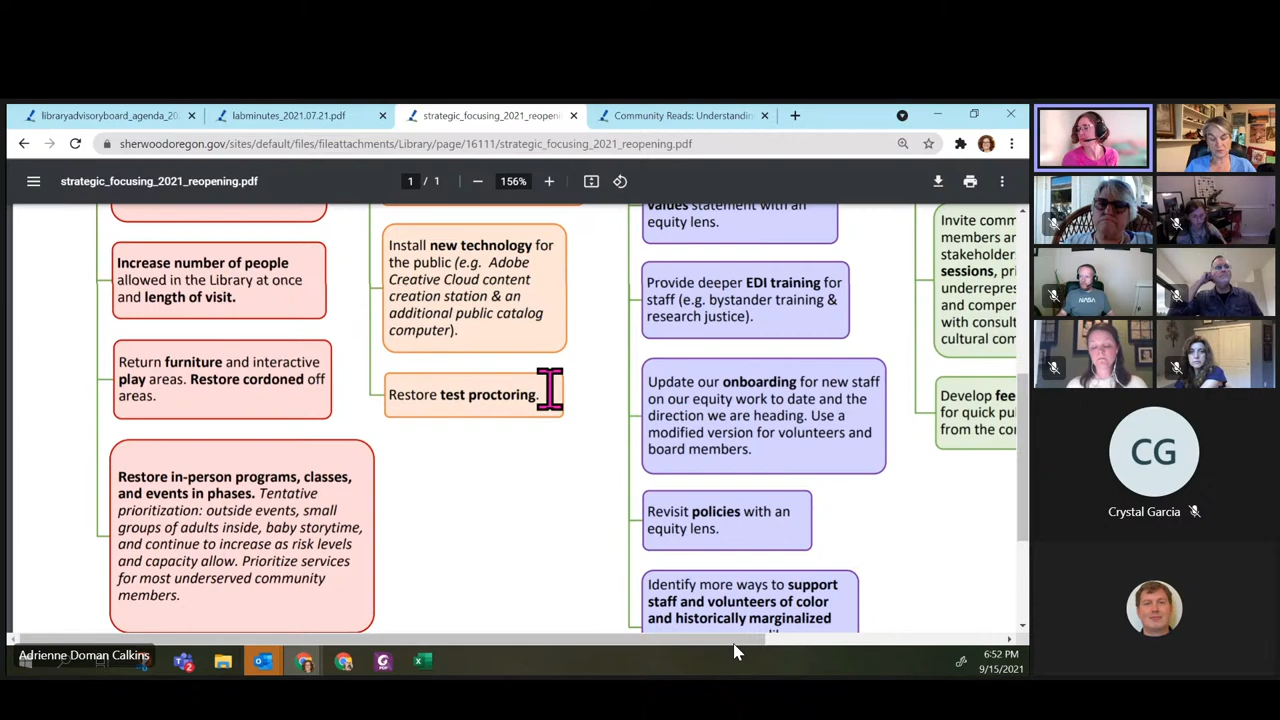 libraryadvisoryboard_agenda_20
labminutes_2021.07.21.pdf
strategic_focusing_2021_reopenin
Community Reads: Understandin
sherwoodoregon.gov/sites/default/files/fileattachments/Library/page/16111/strategic_focusing_2021_reopening.pdf
strategic_focusing_2021_reopening.pdf
1 / 1
156%
Increase number of people
allowed in the Library at once
and length of visit.
Return furniture and interactive
play areas. Restore cordoned off
areas.
Restore in-person programs, classes,
and events in phases. Tentative
prioritization: outside events, small
groups of adults inside, baby storytime,
and continue to increase as risk levels
and capacity allow. Prioritize services
for most underserved community
members.
Install new technology for
the public (e.g. Adobe
Creative Cloud content
creation station & an
additional public catalog
computer).
Restore test proctoring.
values statement with an
equity lens.
Provide deeper EDI training for
staff (e.g. bystander training &
research justice).
Update our onboarding for new staff
on our equity work to date and the
direction we are heading. Use a
modified version for volunteers and
board members.
Revisit policies with an
equity lens.
Identify more ways to support
staff and volunteers of color
and historically marginalized
Invite comm
members an
stakeholder
sessions, pri
underrepres
and compen
with consult
cultural com
Develop fee
for quick pu
from the co
NASA
CG
Crystal Garcia
Adrienne Doman Calkins
2
6:52 PM
9/15/2021